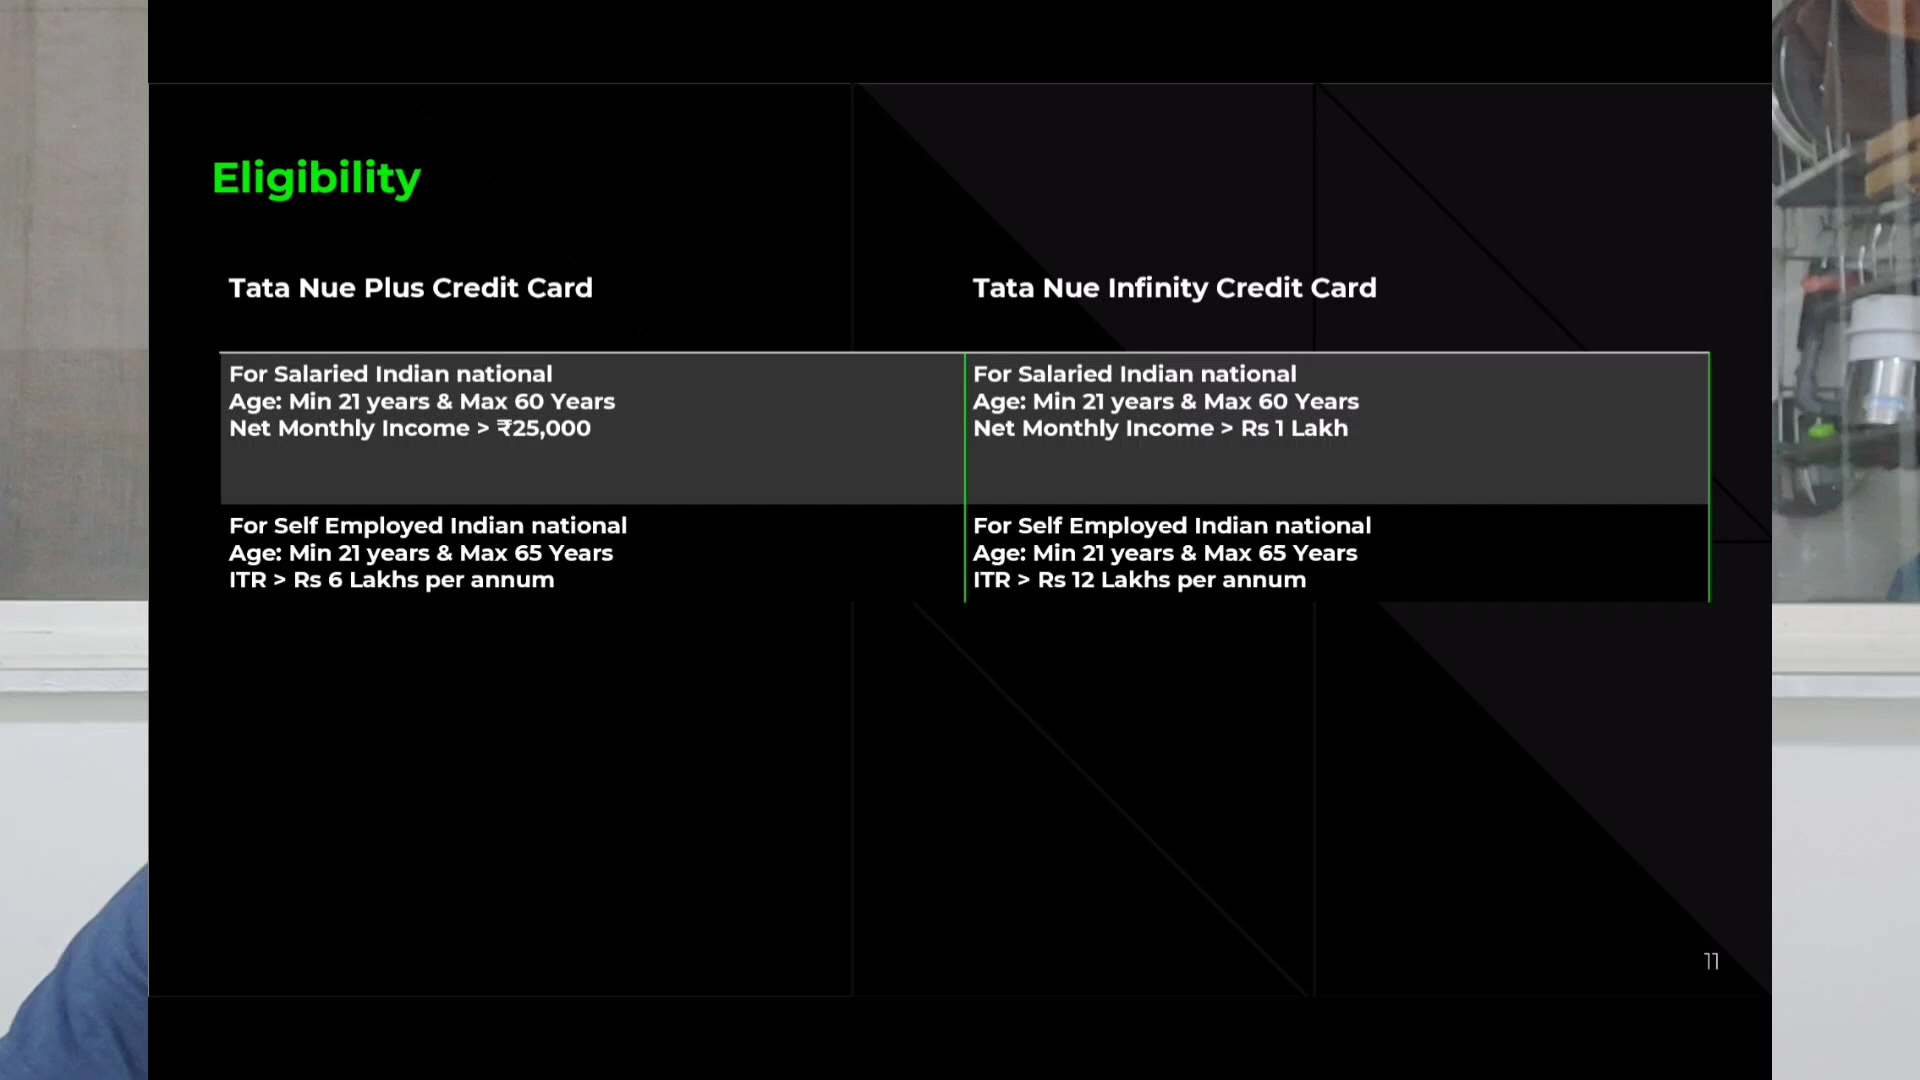 Eligibility
Tata Nue Plus Credit Card
Tata Nue Infinity Credit Card
For Salaried Indian national
Age: Min 21 years & Max 60 Years
Net Monthly Income > ₹25,000
For Salaried Indian national
Age: Min 21 years & Max 60 Years
Net Monthly Income > Rs 1 Lakh
For Self Employed Indian national
Age: Min 21 years & Max 65 Years
ITR > Rs 6 Lakhs per annum
For Self Employed Indian national
Age: Min 21 years & Max 65 Years
ITR > Rs 12 Lakhs per annum
11